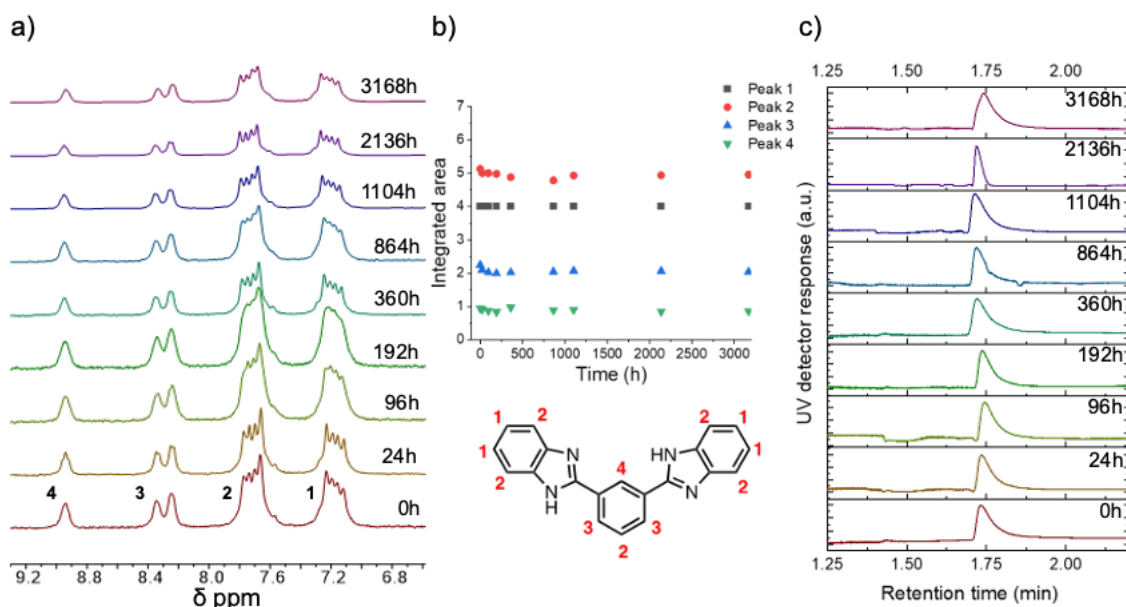 a)
3168h
2136h
1104h
864h
360h
192h
96h
24h
0h
4 3 2 1
9.2 8.8 8.4 8.0 7.6 7.2 6.8
δ ppm
b)
Peak 1
Peak 2
Peak 3
Peak 4
7
6
5
4
3
2
1
0
Integrated area
0 500 1000 1500 2000 2500 3000
Time (h)
1 2 2 1
1 N HN 1
2 4 2
N N
H
3 3
2
c)
1.25 1.50 1.75 2.00
3168h
2136h
1104h
864h
360h
192h
96h
24h
0h
UV detector response (a.u.)
1.25 1.50 1.75 2.00
Retention time (min)